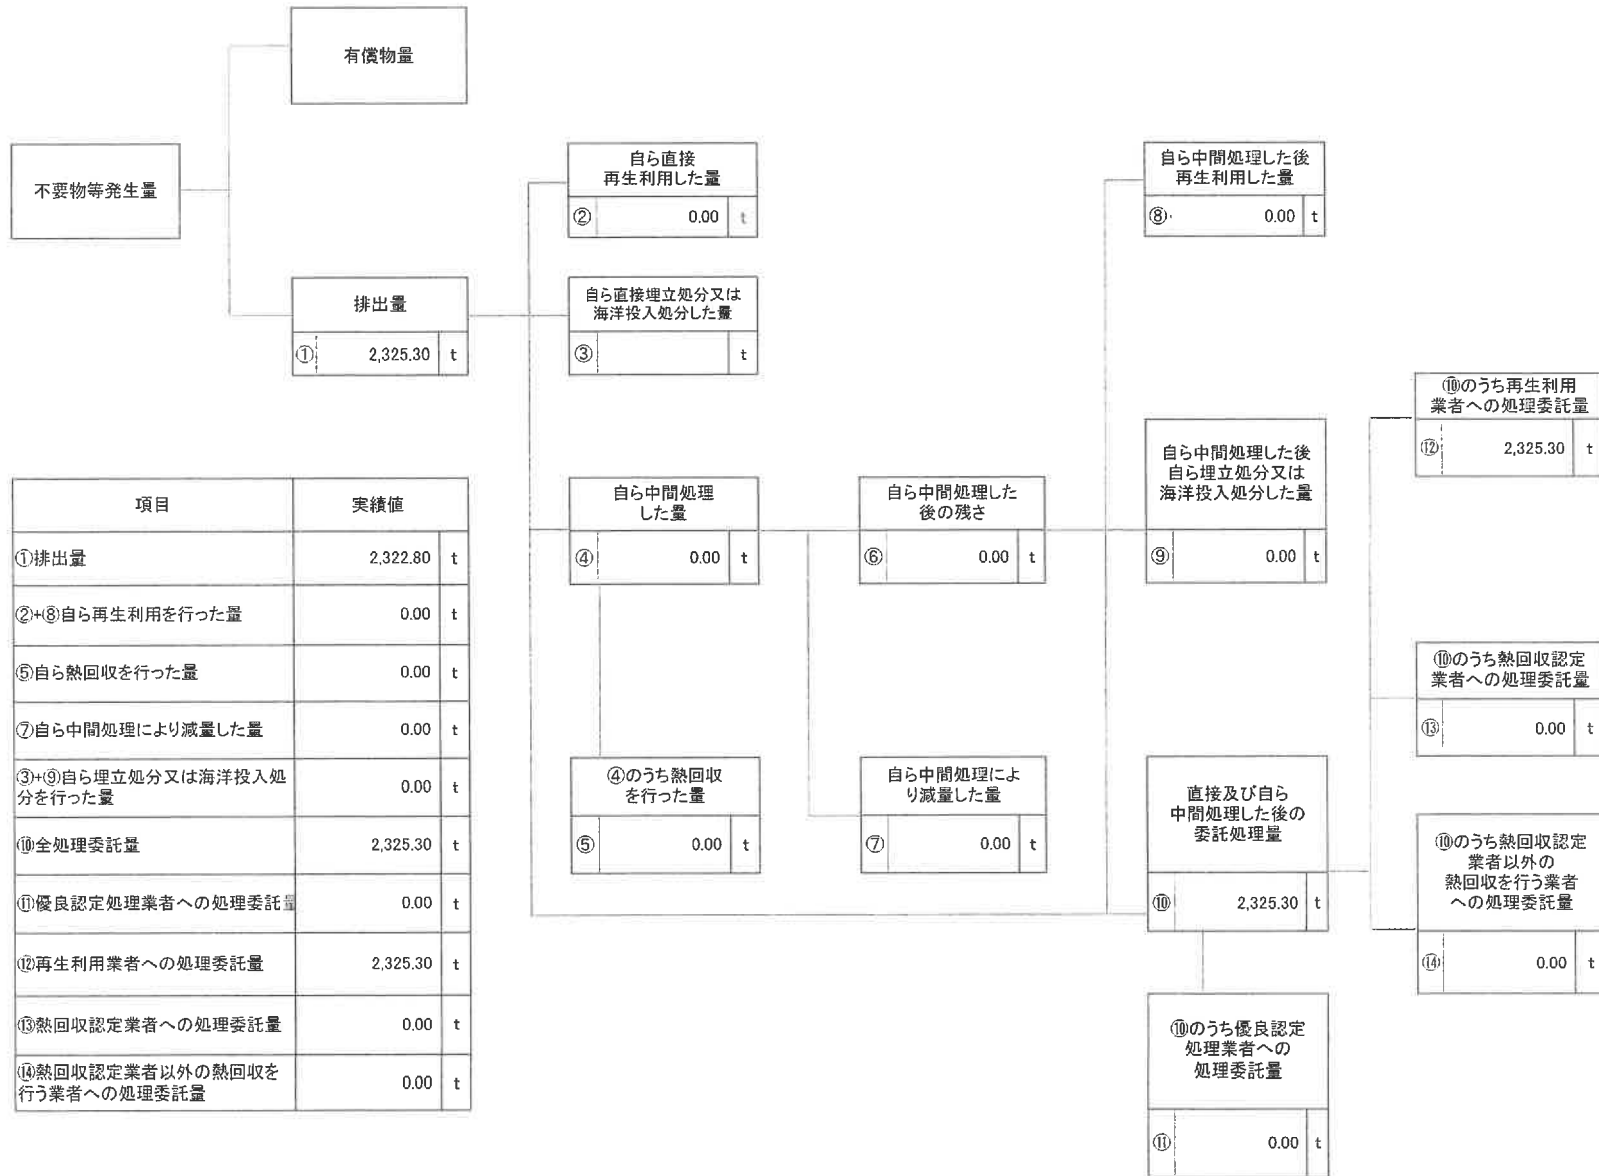 有償物量
不要物等発生量
排出量
① 2,325.30 t
自ら直接
再生利用した量
② 0.00 t
自ら直接埋立処分又は
海洋投入処分した量
③ t
自ら中間処理
した量
④ 0.00 t
④のうち熱回収
を行った量
⑤ 0.00 t
自ら中間処理した
後の残さ
⑥ 0.00 t
自ら中間処理によ
り減量した量
⑦ 0.00 t
自ら中間処理した後
再生利用した量
⑧ 0.00 t
自ら中間処理した後
自ら埋立処分又は
海洋投入処分した量
⑨ 0.00 t
直接及び自ら
中間処理した後の
委託処理量
⑩ 2,325.30 t
⑩のうち優良認定
処理業者への
処理委託量
⑪ 0.00 t
⑩のうち再生利用
業者への処理委託量
⑫ 2,325.30 t
⑩のうち熱回収認定
業者への処理委託量
⑬ 0.00 t
⑩のうち熱回収認定
業者以外の
熱回収を行う業者
への処理委託量
⑭ 0.00 t
項目 実績値
①排出量 2,322.80 t
②+⑧自ら再生利用を行った量 0.00 t
⑤自ら熱回収を行った量 0.00 t
⑦自ら中間処理により減量した量 0.00 t
③+⑨自ら埋立処分又は海洋投入処
分を行った量 0.00 t
⑩全処理委託量 2,325.30 t
⑪優良認定処理業者への処理委託量 0.00 t
⑫再生利用業者への処理委託量 2,325.30 t
⑬熱回収認定業者への処理委託量 0.00 t
⑭熱回収認定業者以外の熱回収を
行う業者への処理委託量 0.00 t